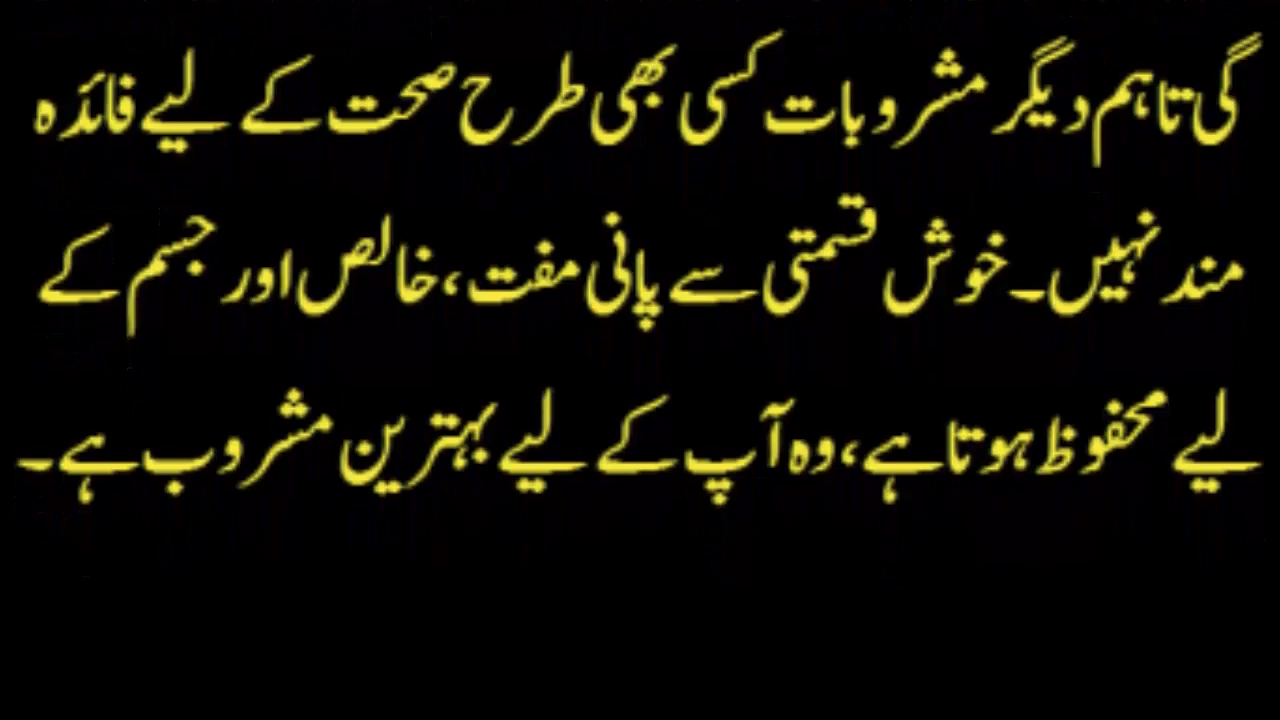 گی تاہم دیگر مشروبات کسی بھی طرح صحت کے لیے فائدہ
مند نہیں۔ خوش قسمتی سے پانی مفت، خالص اور جسم کے
لیے محفوظ ہوتا ہے، وہ آپ کے لیے بہترین مشروب ہے۔